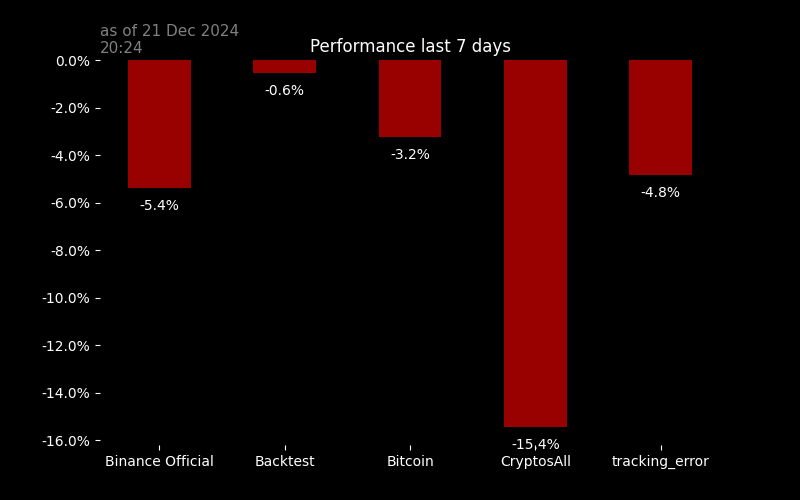 as of 21 Dec 2024
20:24
Performance last 7 days
0.0%
-2.0%
-4.0%
-6.0%
-8.0%
-10.0%
-12.0%
-14.0%
-16.0%
-5.4%
-0.6%
-3.2%
-15.4%
-4.8%
Binance Official
Backtest
Bitcoin
CryptosAll
tracking_error